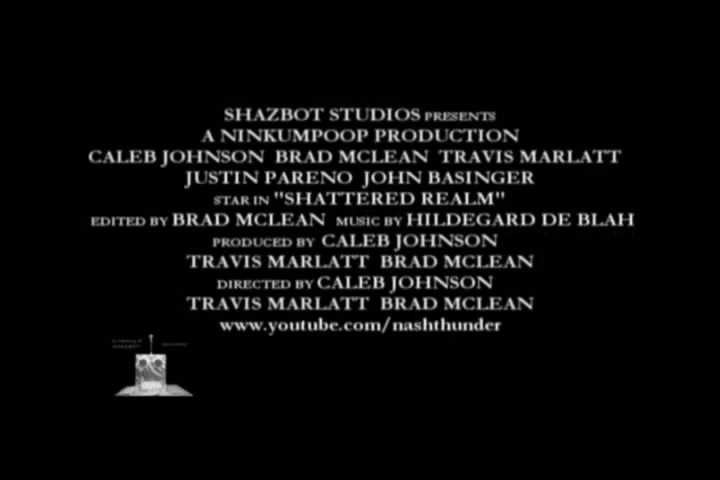 SHAZBOT STUDIOS PRESENTS
A NINKUMPOOP PRODUCTION
CALEB JOHNSON BRAD MCLEAN TRAVIS MARLATT
JUSTIN PARENO JOHN BASINGER
STAR IN "SHATTERED REALM"
EDITED BY BRAD MCLEAN MUSIC BY HILDEGARD DE BLAH
PRODUCED BY CALEB JOHNSON
TRAVIS MARLATT BRAD MCLEAN
DIRECTED BY CALEB JOHNSON
TRAVIS MARLATT BRAD MCLEAN
www.youtube.com/nashthunder